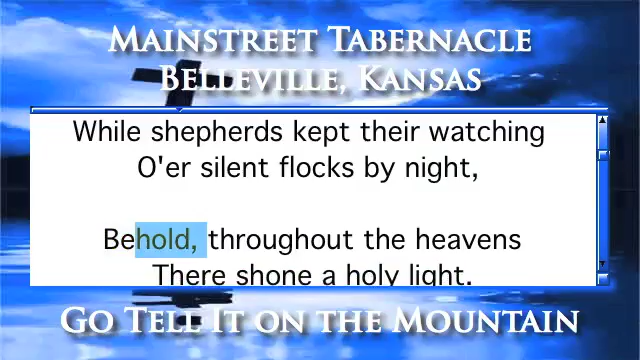 MAINSTREET TABERNACLE
BELLEVILLE, KANSAS
While shepherds kept their watching
O'er silent flocks by night,
Behold, throughout the heavens
There shone a holy light.
GO TELL IT ON THE MOUNTAIN